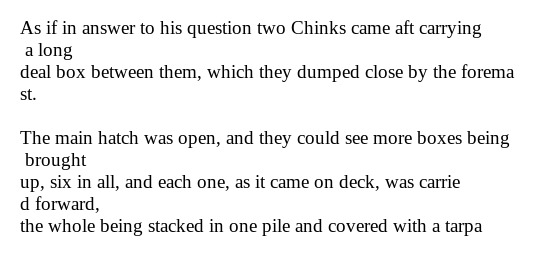 As if in answer to his question two Chinks came aft carrying
a long
deal box between them, which they dumped close by the forema
st.

The main hatch was open, and they could see more boxes being
brought
up, six in all, and each one, as it came on deck, was carrie
d forward,
the whole being stacked in one pile and covered with a tarpa